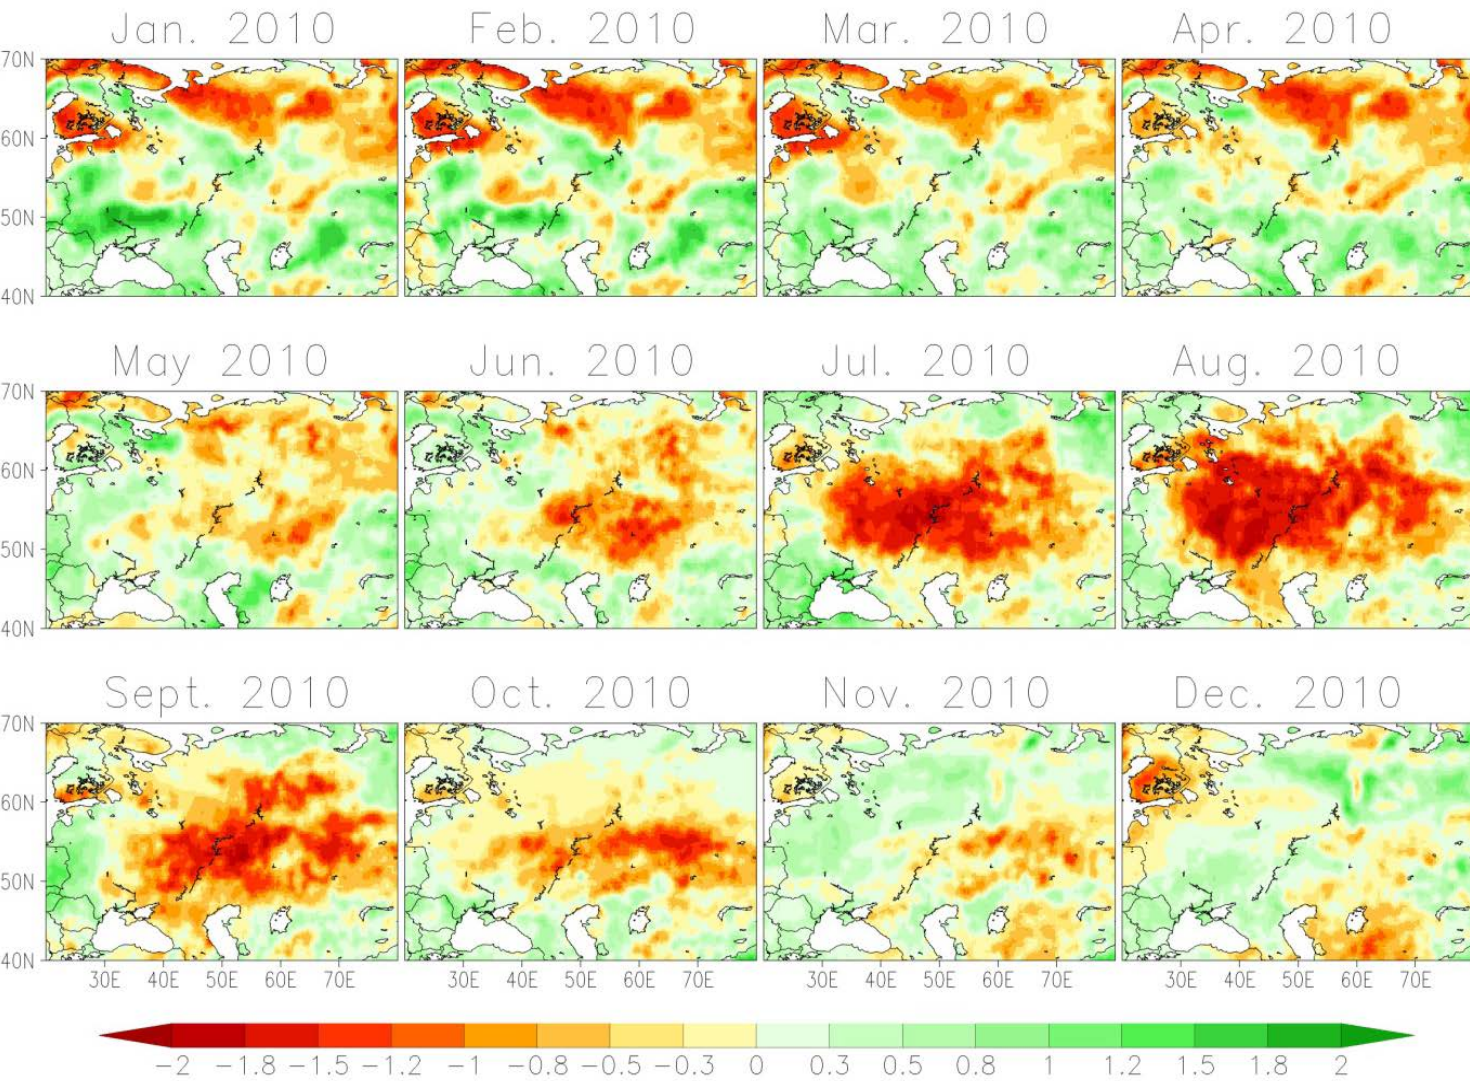 Jan. 2010 Feb. 2010 Mar. 2010 Apr. 2010
70N
60N
50N
40N
May 2010 Jun. 2010 Jul. 2010 Aug. 2010
70N
60N
50N
40N
Sept. 2010 Oct. 2010 Nov. 2010 Dec. 2010
70N
60N
50N
40N
30E 40E 50E 60E 70E 30E 40E 50E 60E 70E 30E 40E 50E 60E 70E 30E 40E 50E 60E 70E
−2 −1.8 −1.5 −1.2 −1 −0.8 −0.5 −0.3 0 0.3 0.5 0.8 1 1.2 1.5 1.8 2